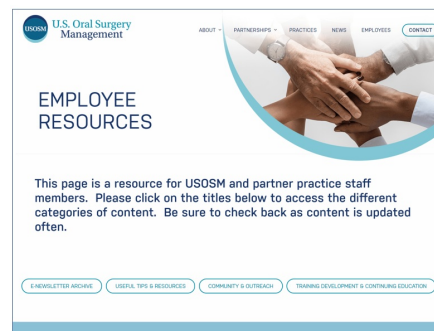 USOSM
U.S. Oral Surgery
Management
ABOUT
PARTNERSHIPS
PRACTICES
NEWS
EMPLOYEES
CONTACT
EMPLOYEE
RESOURCES
This page is a resource for USOSM and partner practice staff
members. Please click on the titles below to access the different
categories of content. Be sure to check back as content is updated
often.
E-NEWSLETTER ARCHIVE
USEFUL TIPS & RESOURCES
COMMUNITY & OUTREACH
TRAINING DEVELOPMENT & CONTINUING EDUCATION